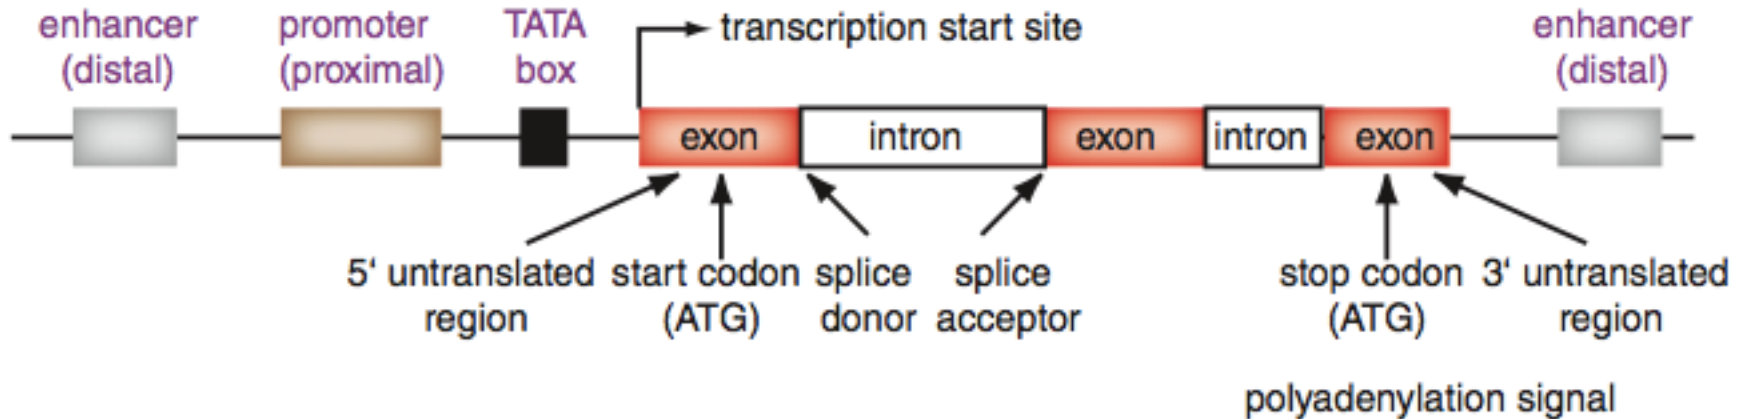 enhancer
(distal)
promoter
(proximal)
TATA
box
transcription start site
enhancer
(distal)
exon
intron
exon
intron
exon
5‘ untranslated
region
start codon
(ATG)
splice
donor
splice
acceptor
stop codon
(ATG)
3‘ untranslated
region
polyadenylation signal